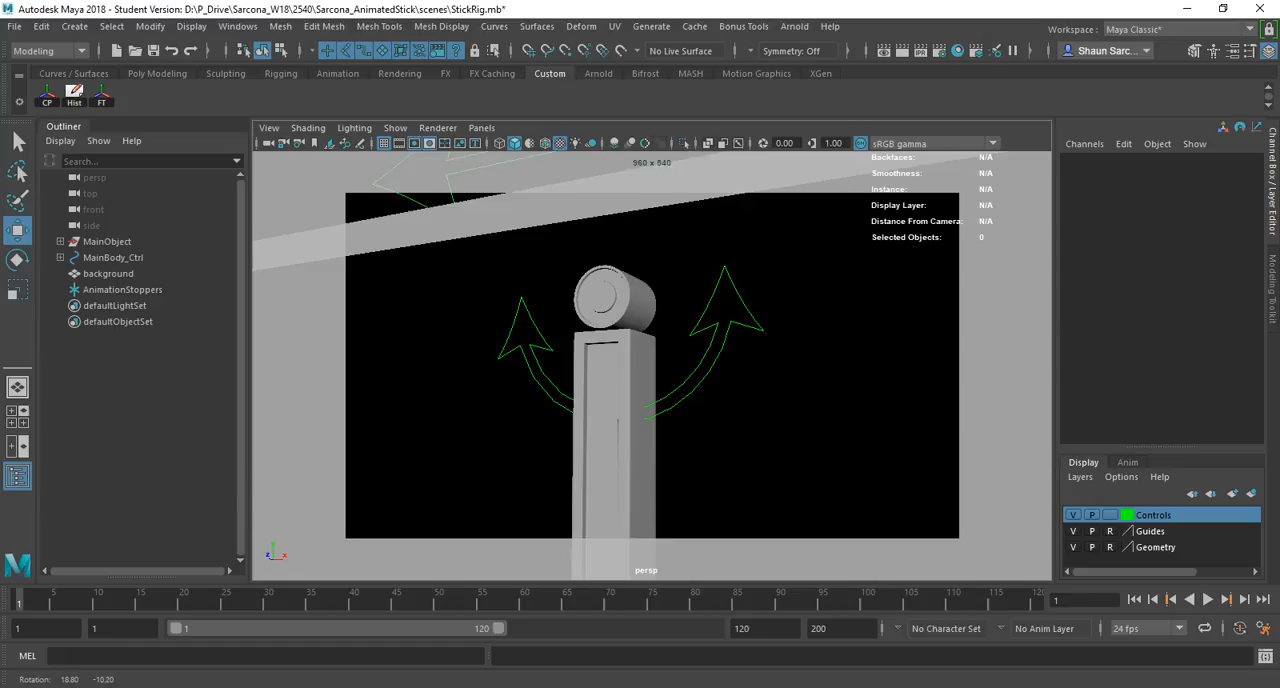 Autodesk Maya 2018 - Student Version: D:\P_Drive\Sarcona_W18\2540\Sarcona_AnimatedStick\scenes\StickRig.mb*
File Edit Create Select Modify Display Windows Mesh Edit Mesh Mesh Tools Mesh Display Curves Surfaces Deform UV Generate Cache Bonus Tools Arnold Help
Workspace : Maya Classic*
Modeling No Live Surface Symmetry: Off Shaun Sarc...
Curves / Surfaces Poly Modeling Sculpting Rigging Animation Rendering FX FX Caching Custom Arnold Bifrost MASH Motion Graphics XGen
CP Hist FT
Outliner
Display Show Help
Search...
persp
top
front
side
MainObject
MainBody_Ctrl
background
AnimationStoppers
defaultLightSet
defaultObjectSet
View Shading Lighting Show Renderer Panels
0.00 1.00 sRGB gamma
960 x 540
Backfaces: N/A
Smoothness: N/A
Instance: N/A
Display Layer: N/A
Distance From Camera: N/A
Selected Objects: 0
z x
persp
Channels Edit Object Show
Channel Box / Layer Editor
Modeling Toolkit
Display Anim
Layers Options Help
V P Controls
V P R Guides
V P R Geometry
1 5 10 15 20 25 30 35 40 45 50 55 60 65 70 75 80 85 90 95 100 105 110 115 120
1
1 1 1 120 120 200 No Character Set No Anim Layer 24 fps
MEL
Rotation: 18.80 -10.20